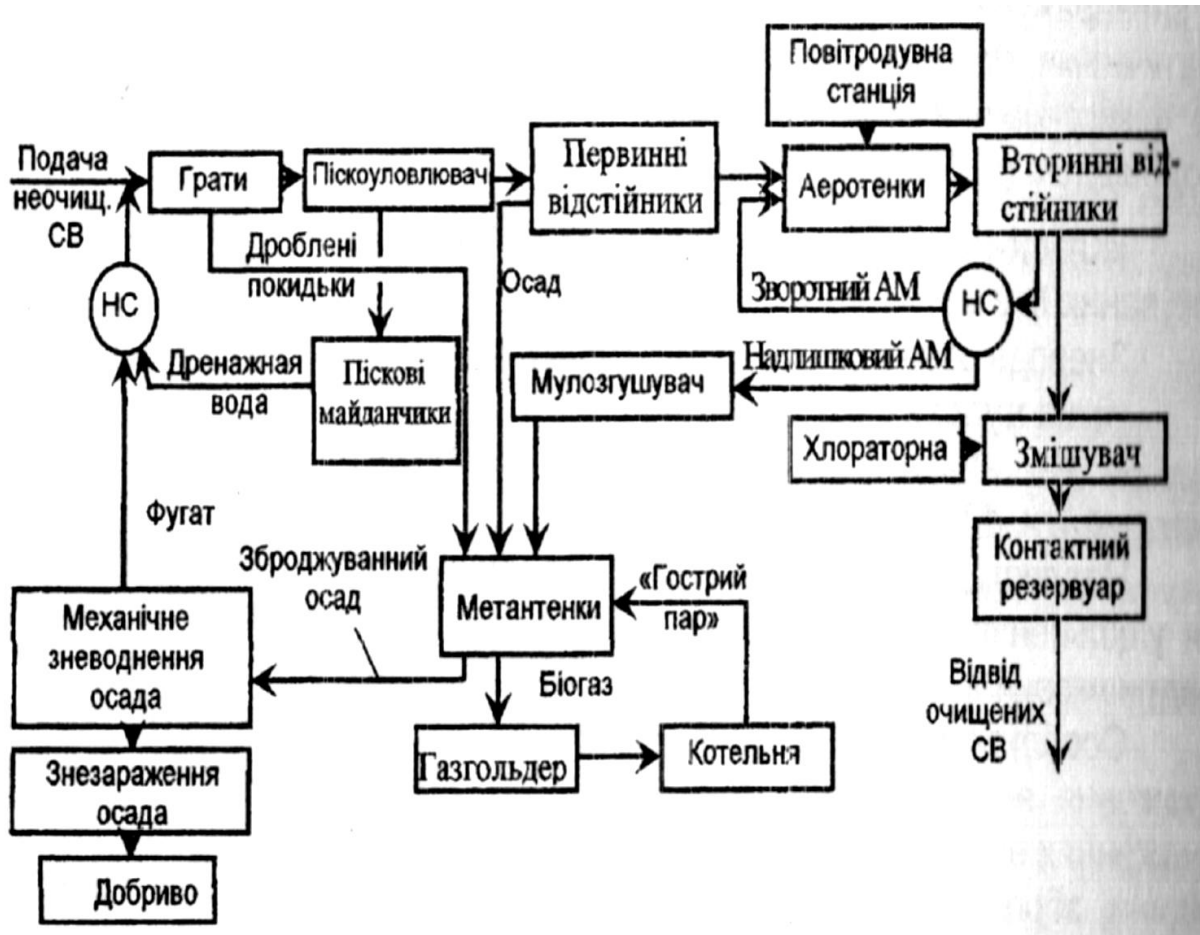 Повітродувна
станція
Подача
неочищ.
СВ
Грати
Піскоуловлювач
Первинні
відстійники
Аеротенки
Вторинні від-
стійники
Дроблені
покидьки
Осад
Зворотний АМ
НС
НС
Дренажная
вода
Піскові
майданчики
Мулозгушувач
Надлишковий АМ
Хлораторна
Змішувач
Фугат
Зброджуванний
осад
Метантенки
«Гострий
пар»
Контактний
резервуар
Механічне
зневоднення
осада
Біогаз
Відвід
очищених
СВ
Газгольдер
Котельня
Знезараження
осада
Добриво